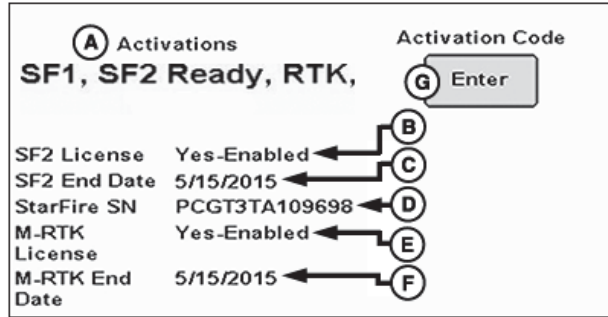 A Activations
Activation Code
SF1, SF2 Ready, RTK,
G Enter
B
SF2 License Yes-Enabled
C
SF2 End Date 5/15/2015
StarFire SN PCGT3TA109698 D
M-RTK Yes-Enabled
License
E
M-RTK End 5/15/2015 F
Date